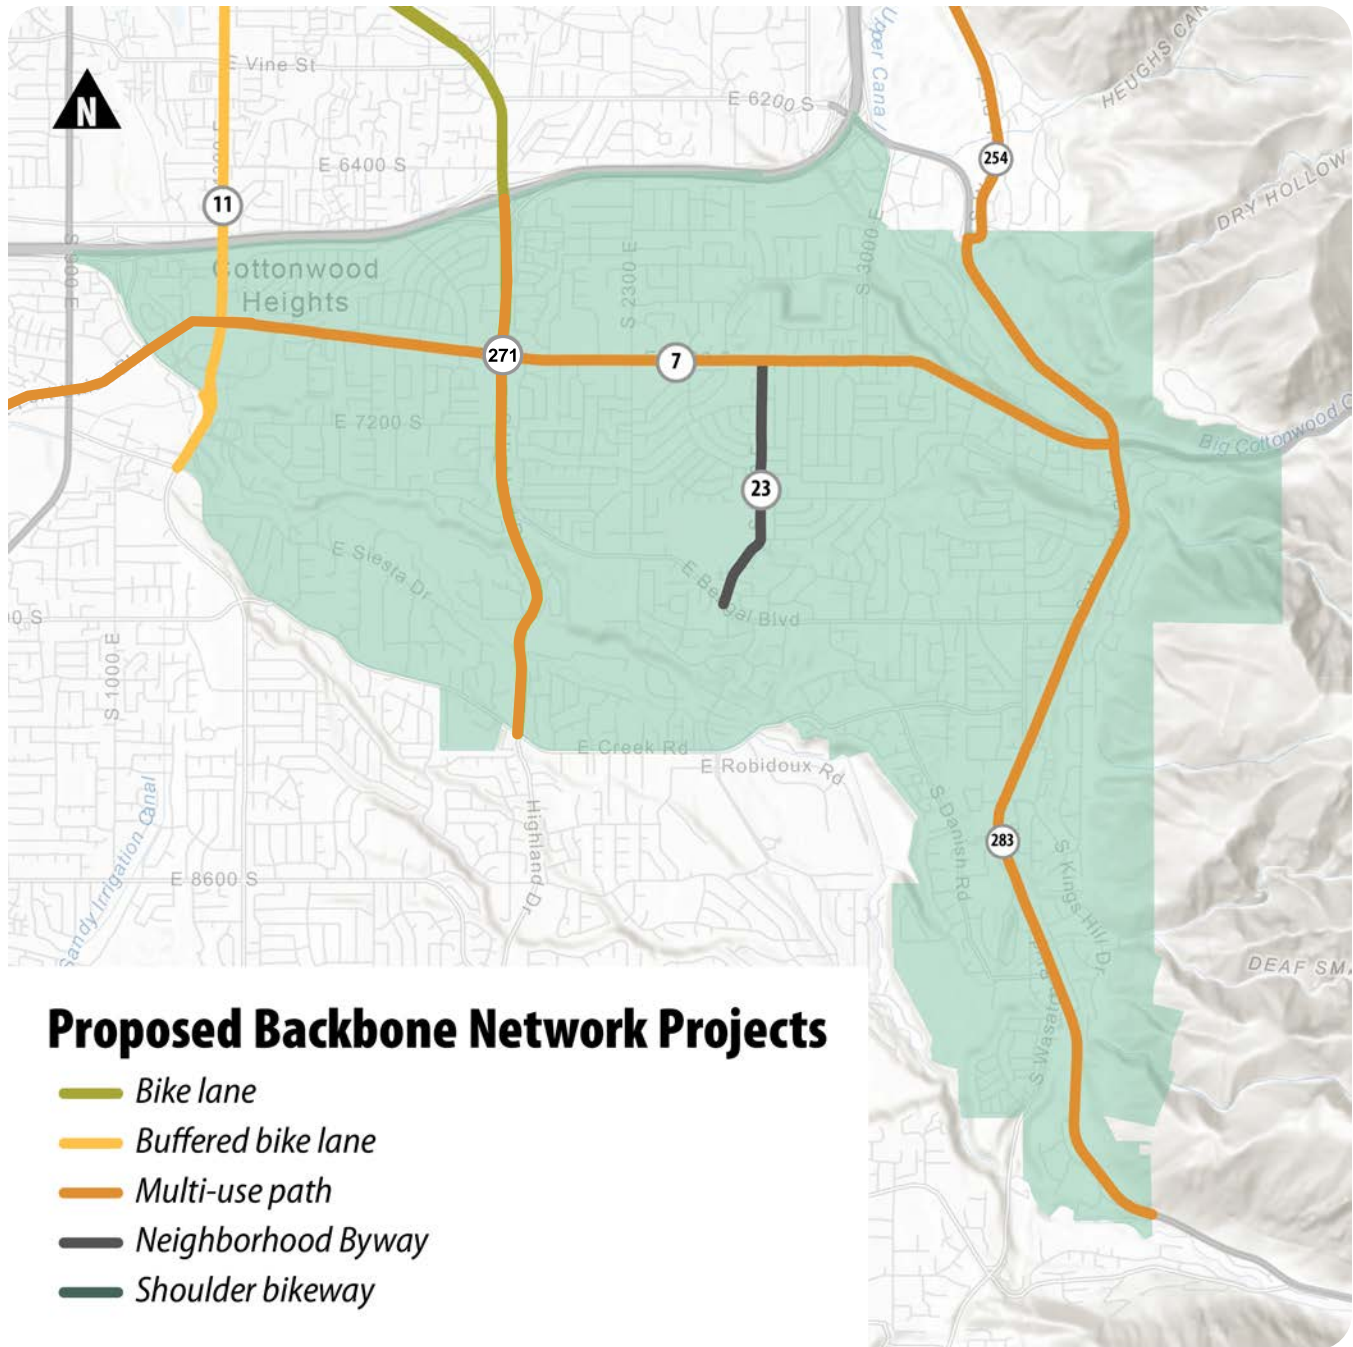 E Vine St
Upper Canal
HEUGHS CAN
N
E 6200 S
E 6400 S
254
DRY HOLLOW
11
S 3000 E
Cottonwood
Heights
S 2300 E
271
7
E 7200 S
Big Cottonwood C
23
E Siesta Dr
E Bengal Blvd
S 1000 E
E Creek Rd
E Robidoux Rd
Sandy Irrigation Canal
Highland Dr
S Danish Rd
283
S Kings Hill Dr
E 8600 S
DEAF SMA
Proposed Backbone Network Projects
Bike lane
Buffered bike lane
Multi-use path
Neighborhood Byway
Shoulder bikeway